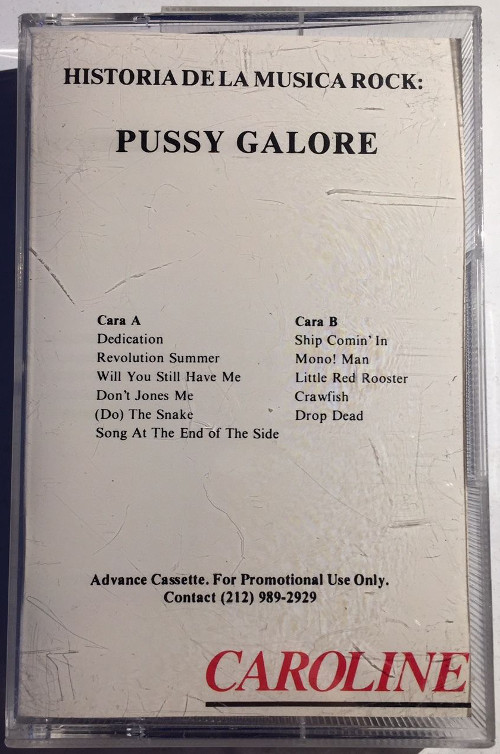 HISTORIA DE LA MUSICA ROCK:
PUSSY GALORE
Cara A
Dedication
Revolution Summer
Will You Still Have Me
Don't Jones Me
(Do) The Snake
Song At The End of The Side
Cara B
Ship Comin' In
Mono! Man
Little Red Rooster
Crawfish
Drop Dead
Advance Cassette. For Promotional Use Only.
Contact (212) 989-2929
CAROLINE